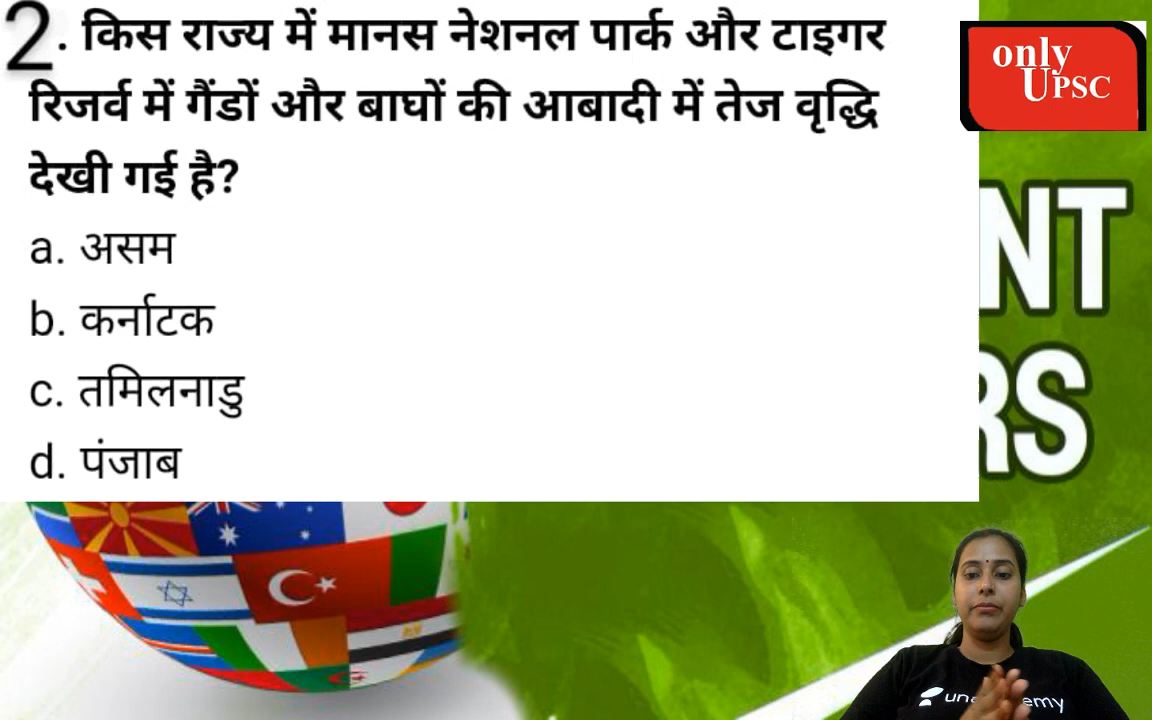 2. किस राज्य में मानस नेशनल पार्क और टाइगर
रिजर्व में गैंडों और बाघों की आबादी में तेज वृद्धि
देखी गई है?
a. असम
b. कर्नाटक
c. तमिलनाडु
d. पंजाब
only
UPSC
NT
RS